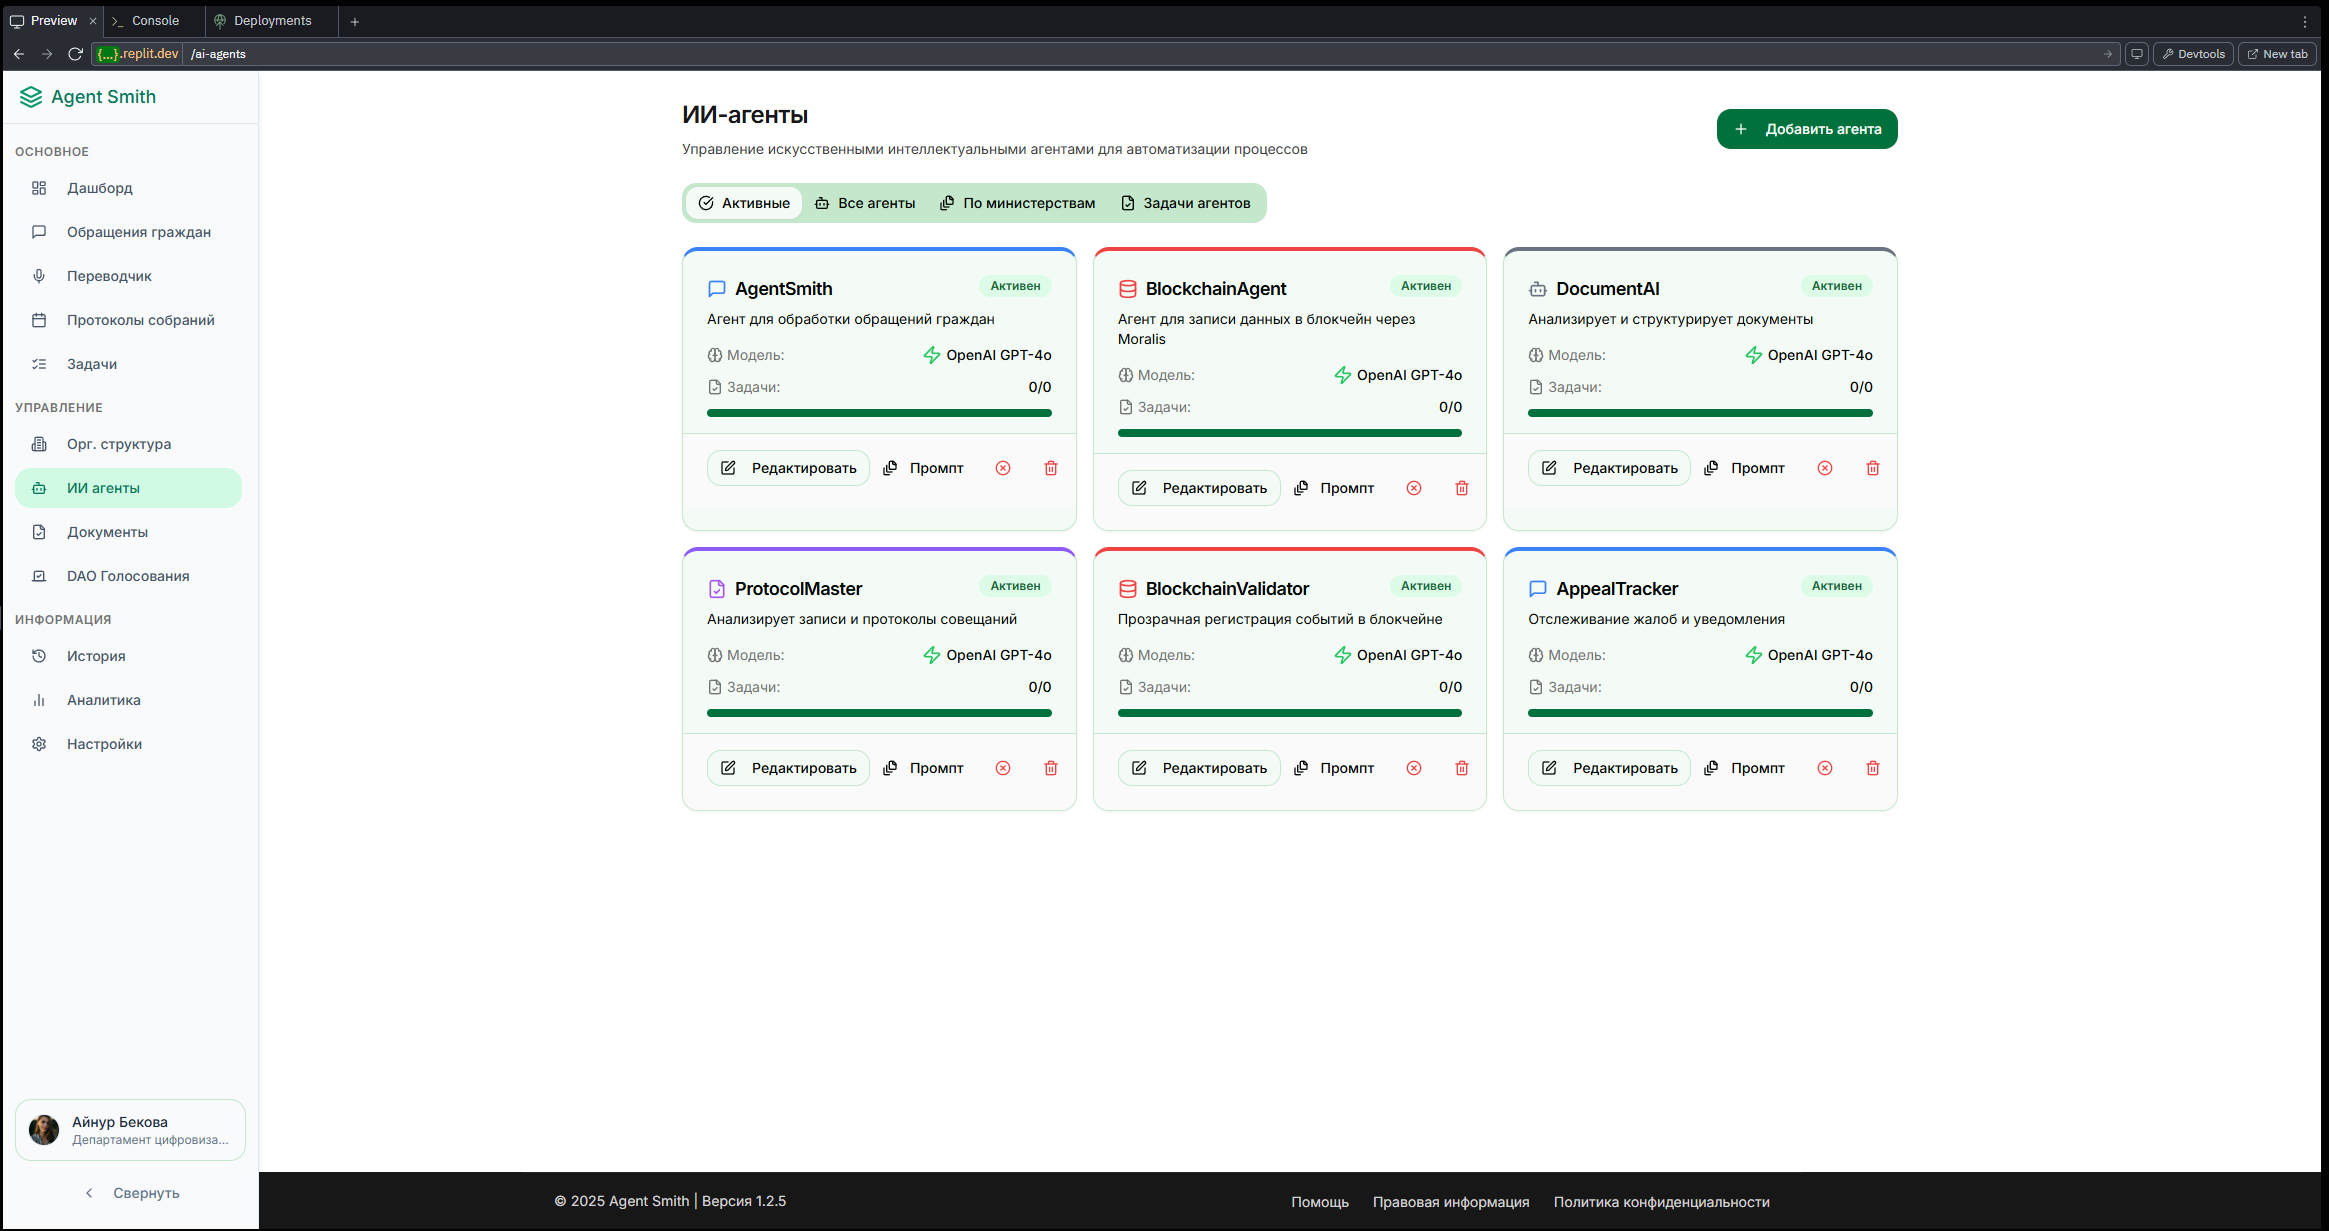 Preview
Console
Deployments
{...}.replit.dev /ai-agents
Devtools
New tab
Agent Smith
ОСНОВНОЕ
Дашборд
Обращения граждан
Переводчик
Протоколы собраний
Задачи
УПРАВЛЕНИЕ
Орг. структура
ИИ агенты
Документы
DAO Голосования
ИНФОРМАЦИЯ
История
Аналитика
Настройки
Айнур Бекова
Департамент цифровиза...
Свернуть
ИИ-агенты
Управление искусственными интеллектуальными агентами для автоматизации процессов
Добавить агента
Активные
Все агенты
По министерствам
Задачи агентов
AgentSmith
Активен
Агент для обработки обращений граждан
Модель:
OpenAI GPT-4o
Задачи:
0/0
Редактировать
Промпт
BlockchainAgent
Активен
Агент для записи данных в блокчейн через
Moralis
Модель:
OpenAI GPT-4o
Задачи:
0/0
Редактировать
Промпт
DocumentAI
Активен
Анализирует и структурирует документы
Модель:
OpenAI GPT-4o
Задачи:
0/0
Редактировать
Промпт
ProtocolMaster
Активен
Анализирует записи и протоколы совещаний
Модель:
OpenAI GPT-4o
Задачи:
0/0
Редактировать
Промпт
BlockchainValidator
Активен
Прозрачная регистрация событий в блокчейне
Модель:
OpenAI GPT-4o
Задачи:
0/0
Редактировать
Промпт
AppealTracker
Активен
Отслеживание жалоб и уведомления
Модель:
OpenAI GPT-4o
Задачи:
0/0
Редактировать
Промпт
© 2025 Agent Smith | Версия 1.2.5
Помощь
Правовая информация
Политика конфиденциальности